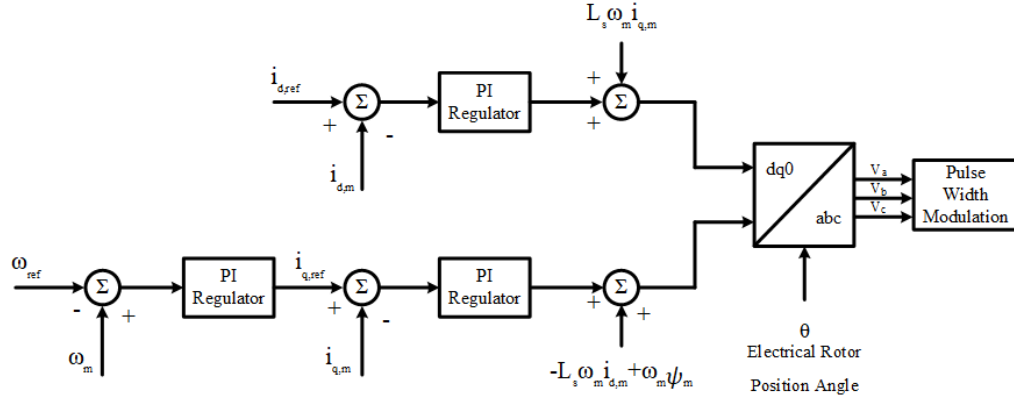 L_s ω_m i_q,m
i_d,ref
+
-
Σ
i_d,m
PI
Regulator
+
+
Σ
ω_ref
-
+
Σ
ω_m
PI
Regulator
i_q,ref
+
-
Σ
i_q,m
PI
Regulator
+
+
Σ
-L_s ω_m i_d,m + ω_m ψ_m
dq0
abc
V_a
V_b
V_c
Pulse
Width
Modulation
θ
Electrical Rotor
Position Angle